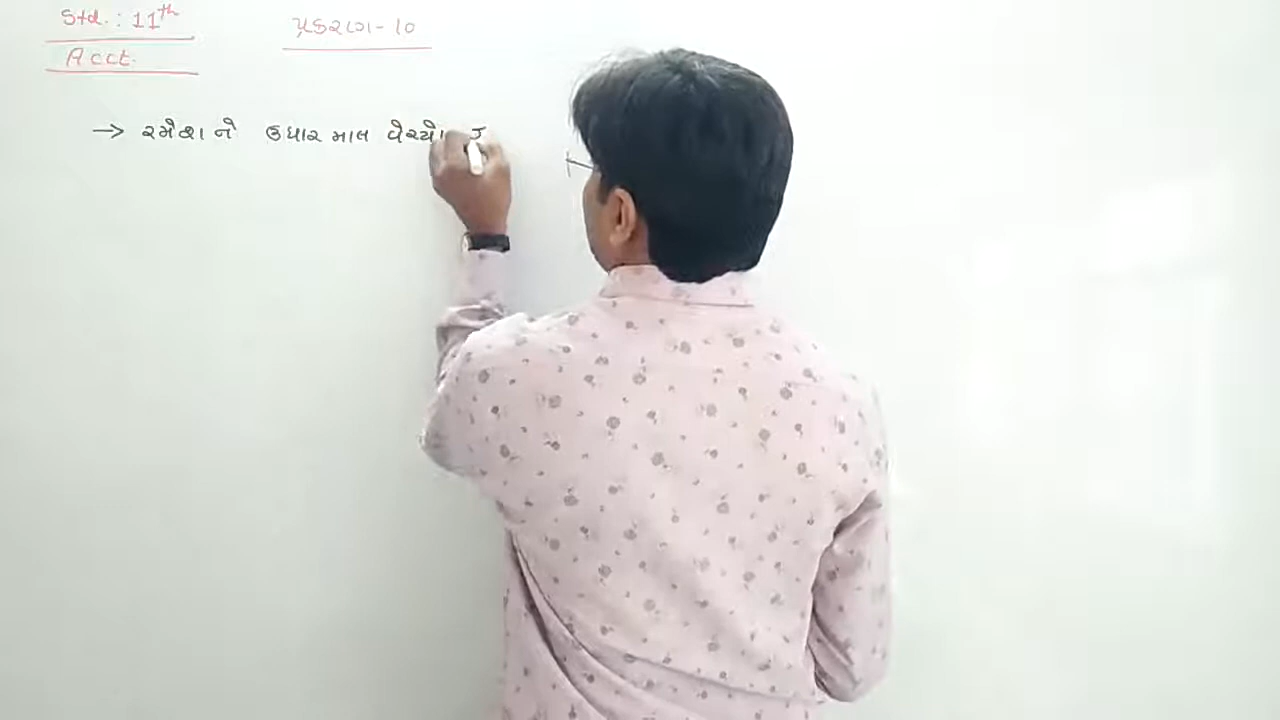 Std. : 11th
Acct.
પ્રકરણ - 10
→ રમેશ ને ઉધાર માલ વેચ્યો